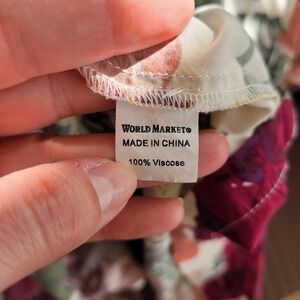 WORLD MARKET®
MADE IN CHINA
100% Viscose